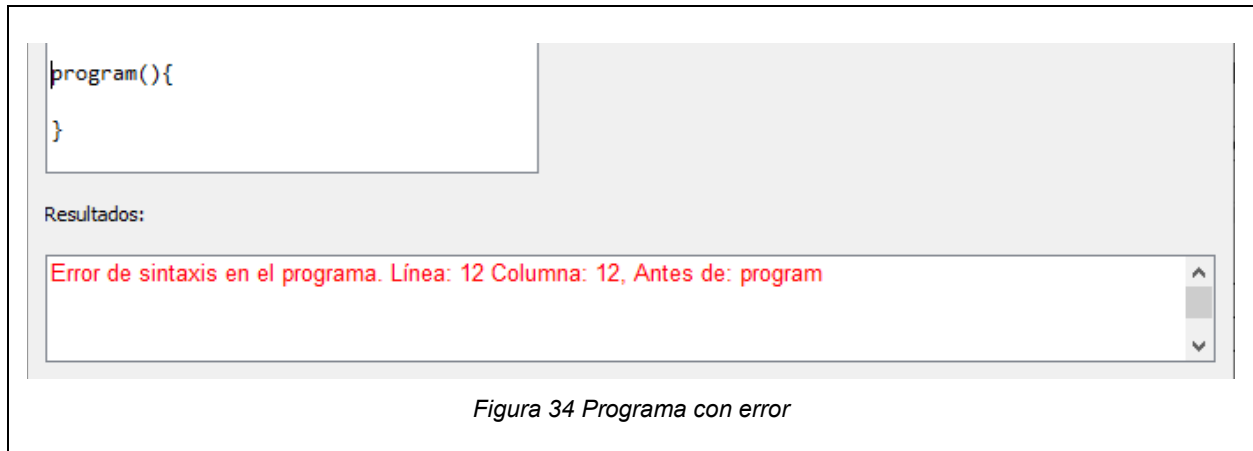 program(){
}
Resultados:
Error de sintaxis en el programa. Línea: 12 Columna: 12, Antes de: program
Figura 34 Programa con error